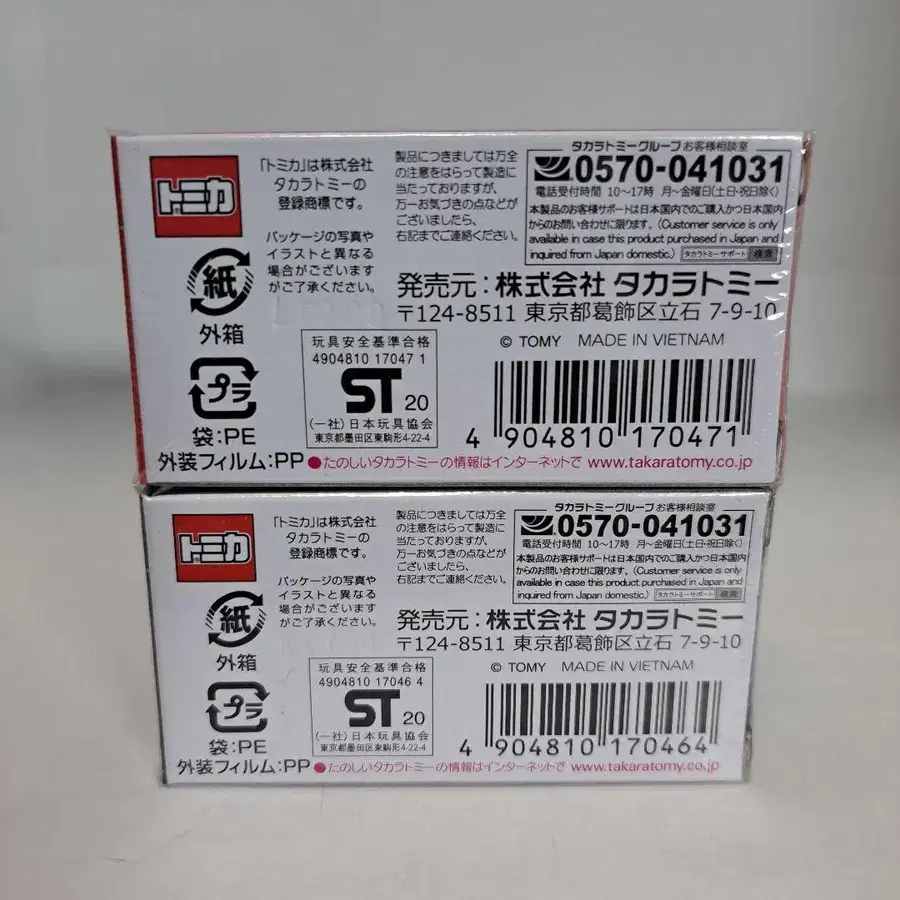 トミカ
「トミカ」は株式会社
タカラトミーの
登録商標です。
パッケージの写真や
イラストと異なる
場合がございます
がご了承ください。
製品につきましては万全
の注意をはらって製造に
当たっておりますが、
万一お気づきの点などが
ございましたら、
右記までご連絡ください。
タカラトミーグループお客様相談室
0570-041031
電話受付時間 10〜17時 月〜金曜日(土日・祝日除く)
本製品のお客様サポートは日本国内でのご購入かつ日本国内
からのお問い合わせに限ります。(Customer service is only
available in case this product purchased in Japan and
inquired from Japan domestic.) タカラトミーサポート 検索
発売元:株式会社 タカラトミー
〒124-8511 東京都葛飾区立石 7-9-10
© TOMY MADE IN VIETNAM
紙
外箱
プラ
袋:PE
外装フィルム:PP
玩具安全基準合格
4904810 17047 1
ST 20
(一社)日本玩具協会
東京都墨田区東駒形4-22-4
4 904810 170471
●たのしいタカラトミーの情報はインターネットで www.takaratomy.co.jp
トミカ
「トミカ」は株式会社
タカラトミーの
登録商標です。
パッケージの写真や
イラストと異なる
場合がございます
がご了承ください。
製品につきましては万全
の注意をはらって製造に
当たっておりますが、
万一お気づきの点などが
ございましたら、
右記までご連絡ください。
タカラトミーグループお客様相談室
0570-041031
電話受付時間 10〜17時 月〜金曜日(土日・祝日除く)
本製品のお客様サポートは日本国内でのご購入かつ日本国内
からのお問い合わせに限ります。(Customer service is only
available in case this product purchased in Japan and
inquired from Japan domestic.) タカラトミーサポート 検索
発売元:株式会社 タカラトミー
〒124-8511 東京都葛飾区立石 7-9-10
© TOMY MADE IN VIETNAM
紙
外箱
プラ
袋:PE
外装フィルム:PP
玩具安全基準合格
4904810 17046 4
ST 20
(一社)日本玩具協会
東京都墨田区東駒形4-22-4
4 904810 170464
●たのしいタカラトミーの情報はインターネットで www.takaratomy.co.jp